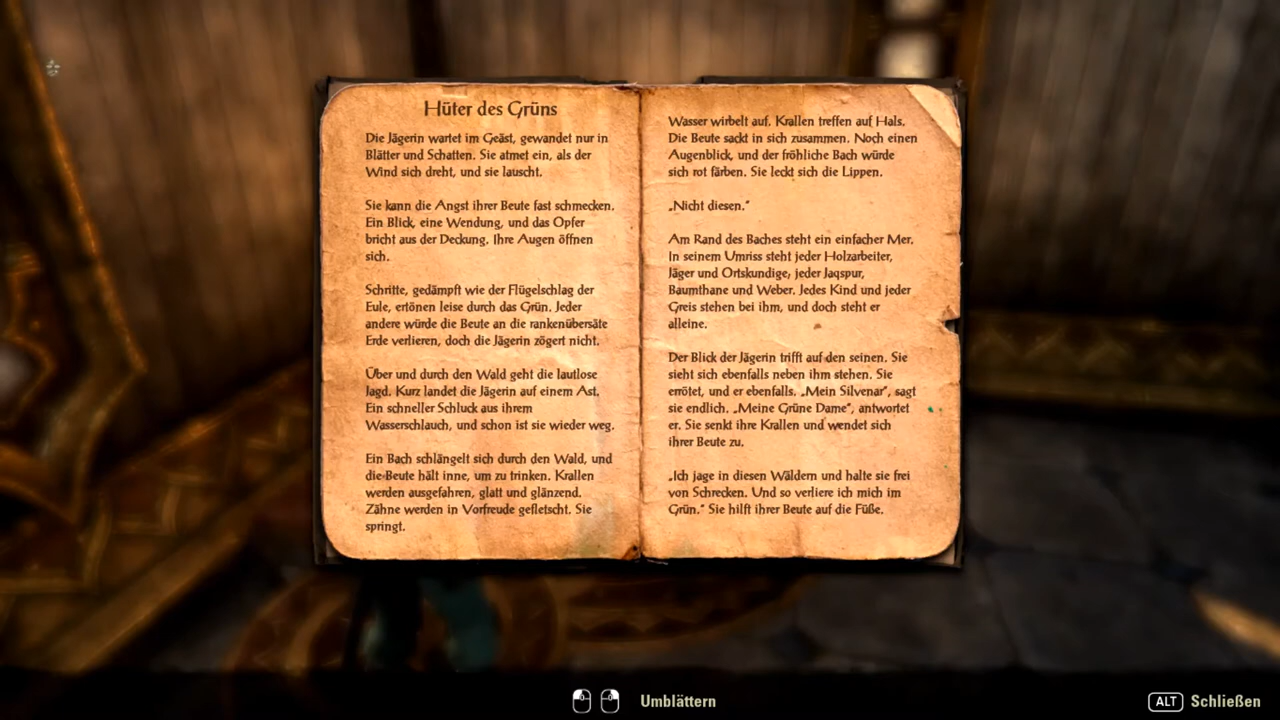 Hüter des Grüns
Die Jägerin wartet im Geäst, gewandet nur in
Blätter und Schatten. Sie atmet ein, als der
Wind sich dreht, und sie lauscht.
Sie kann die Angst ihrer Beute fast schmecken.
Ein Blick, eine Wendung, und das Opfer
bricht aus der Deckung. Ihre Augen öffnen
sich.
Schritte, gedämpft wie der Flügelschlag der
Eule, ertönen leise durch das Grün. Jeder
andere würde die Beute an die rankenübersäte
Erde verlieren, doch die Jägerin zögert nicht.
Über und durch den Wald geht die lautlose
Jagd. Kurz landet die Jägerin auf einem Ast.
Ein schneller Schluck aus ihrem
Wasserschlauch, und schon ist sie wieder weg.
Ein Bach schlängelt sich durch den Wald, und
die Beute hält inne, um zu trinken. Krallen
werden ausgefahren, glatt und glänzend.
Zähne werden in Vorfreude gefletscht. Sie
springt.
Wasser wirbelt auf. Krallen treffen auf Hals.
Die Beute sackt in sich zusammen. Noch einen
Augenblick, und der fröhliche Bach würde
sich rot färben. Sie leckt sich die Lippen.
„Nicht diesen.“
Am Rand des Baches steht ein einfacher Mer.
In seinem Umriss steht jeder Holzarbeiter,
Jäger und Ortskundige, jeder Jaqspur,
Baumthane und Weber. Jedes Kind und jeder
Greis stehen bei ihm, und doch steht er
alleine.
Der Blick der Jägerin trifft auf den seinen. Sie
sieht sich ebenfalls neben ihm stehen. Sie
errötet, und er ebenfalls. „Mein Silvenar“, sagt
sie endlich. „Meine Grüne Dame“, antwortet
er. Sie senkt ihre Krallen und wendet sich
ihrer Beute zu.
„Ich jage in diesen Wäldern und halte sie frei
von Schrecken. Und so verliere ich mich im
Grün.“ Sie hilft ihrer Beute auf die Füße.
Umblättern
ALT Schließen